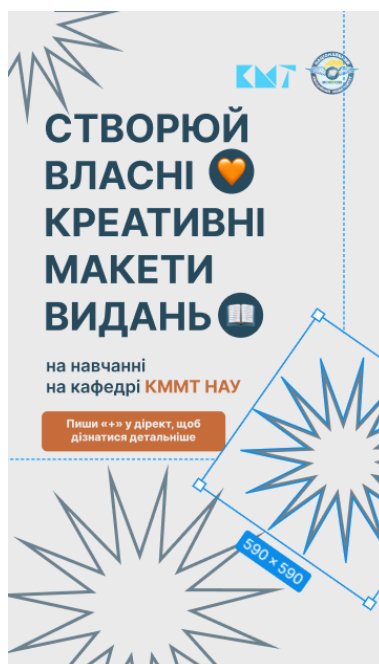 КМТ
СТВОРЮЙ
ВЛАСНІ 🧡
КРЕАТИВНІ
МАКЕТИ
ВИДАНЬ 📖
на навчанні
на кафедрі КММТ НАУ
Пиши «+» у дірект, щоб
дізнатися детальніше
590 × 590